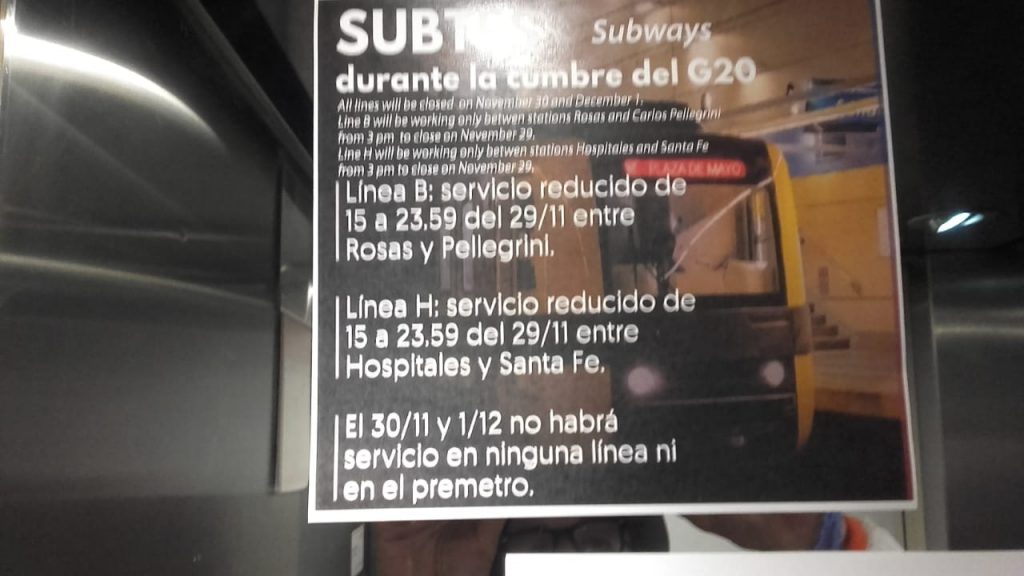 Subways
durante la cumbre del G20
All lines will be closed on November 30 and December 1.
Line B will be working only betwen stations Rosas and Carlos Pellegrini
from 3 pm to close on November 29.
Line H will be working only betwen stations Hospitales and Santa Fe
from 3 pm to close on November 29.
PLAZA DE MAYO
Línea B: servicio reducido de
15 a 23.59 del 29/11 entre
Rosas y Pellegrini.
Línea H: servicio reducido de
15 a 23.59 del 29/11 entre
Hospitales y Santa Fe.
El 30/11 y 1/12 no habrá
servicio en ninguna línea ni
en el premetro.